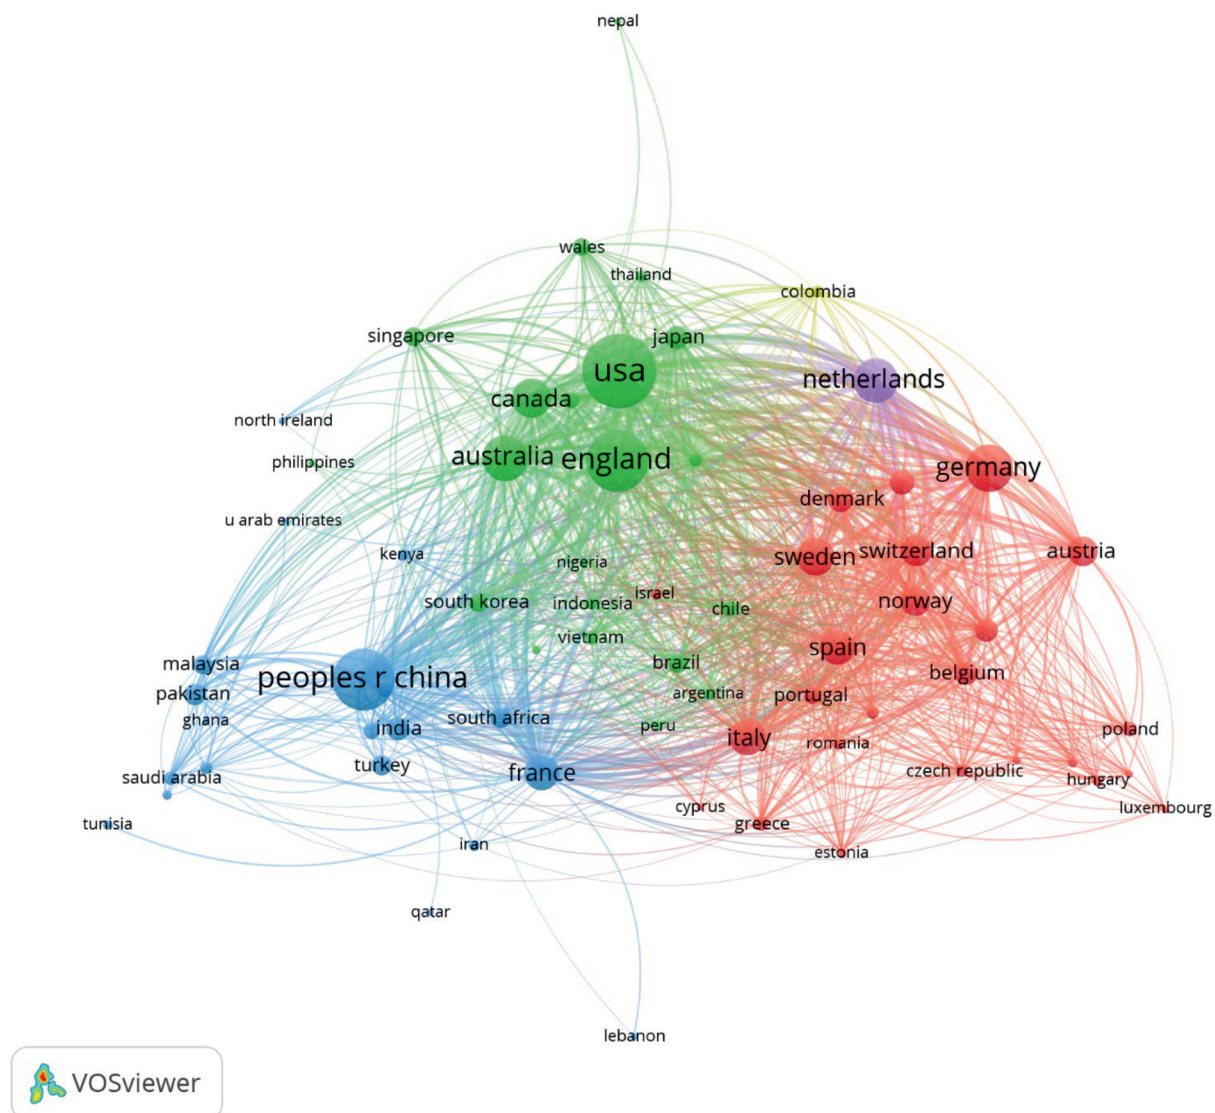 nepal
wales
thailand
colombia
singapore
japan
usa
netherlands
canada
north ireland
australia
england
philippines
germany
denmark
u arab emirates
kenya
nigeria
sweden
switzerland
austria
south korea
indonesia
israel
chile
norway
vietnam
spain
malaysia
brazil
peoples r china
belgium
pakistan
argentina
portugal
ghana
south africa
peru
india
italy
romania
poland
turkey
france
czech republic
saudi arabia
hungary
cyprus
luxembourg
tunisia
greece
iran
estonia
qatar
lebanon
VOSviewer